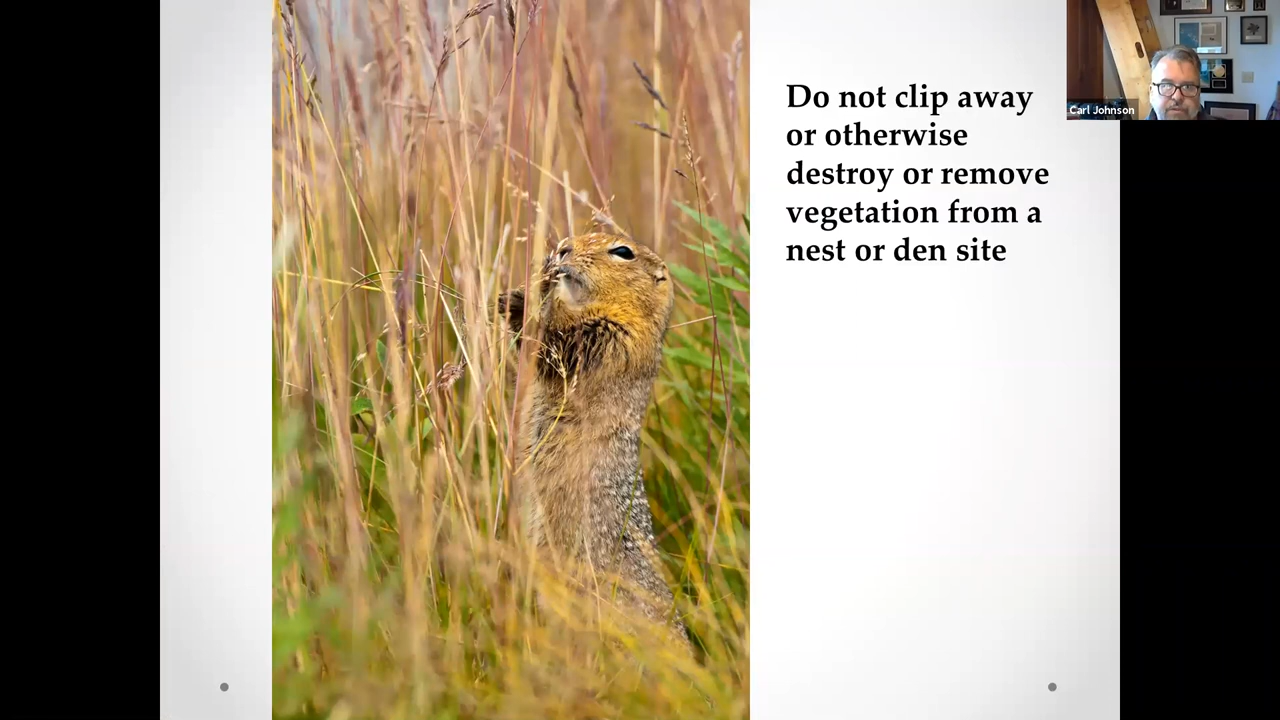 Do not clip away
or otherwise
destroy or remove
vegetation from a
nest or den site
Carl Johnson